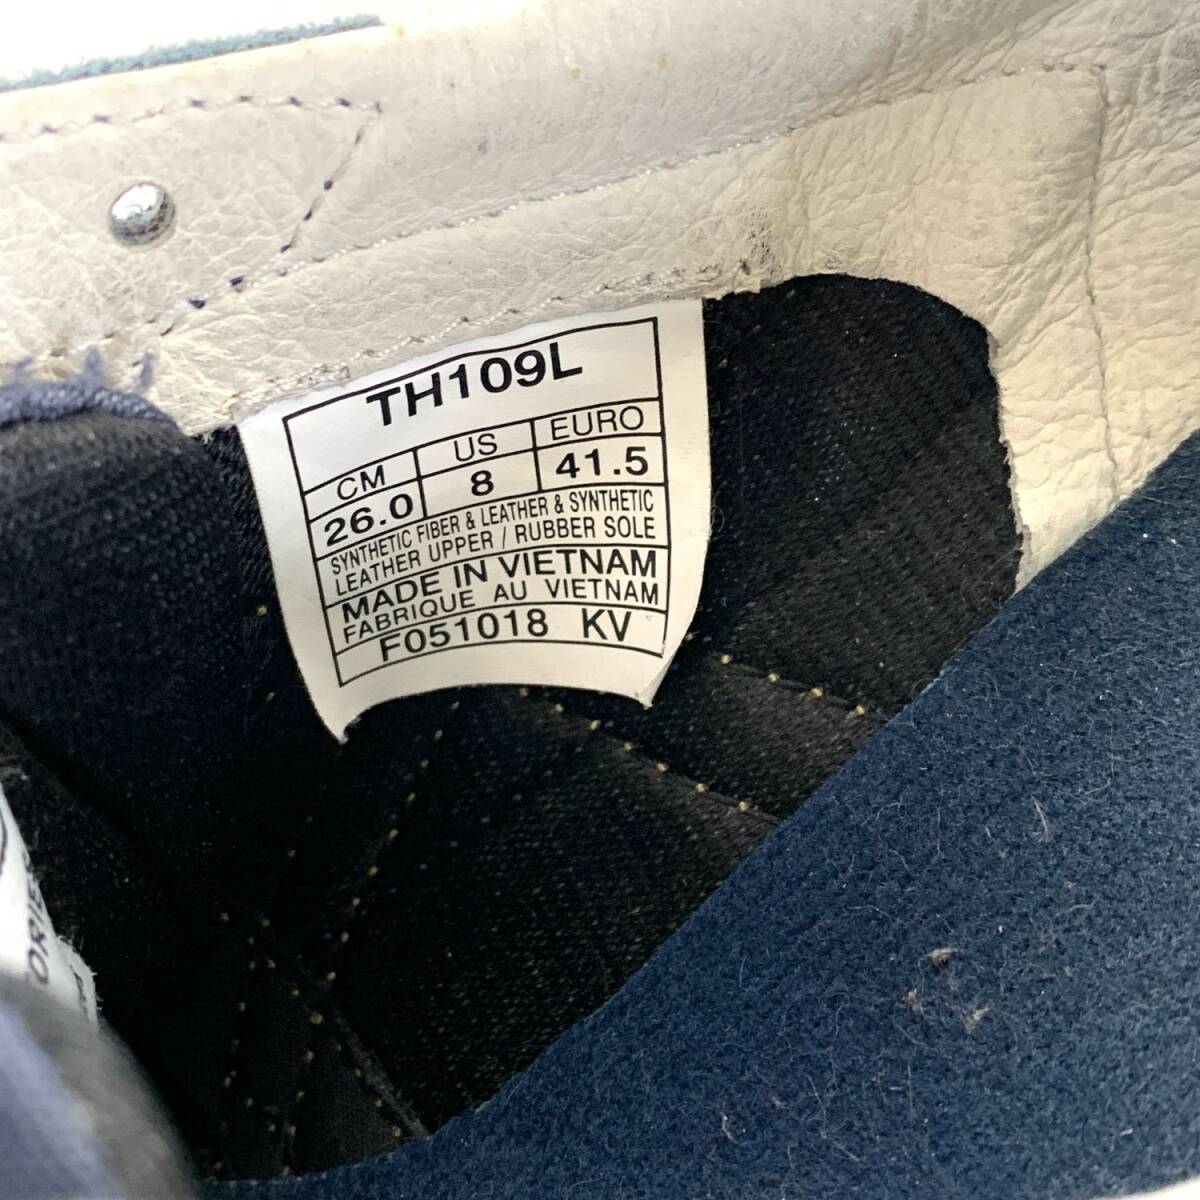 TH109L
CM US EURO
26.0 8 41.5
SYNTHETIC FIBER & LEATHER & SYNTHETIC
LEATHER UPPER / RUBBER SOLE
MADE IN VIETNAM
FABRIQUE AU VIETNAM
F051018 KV